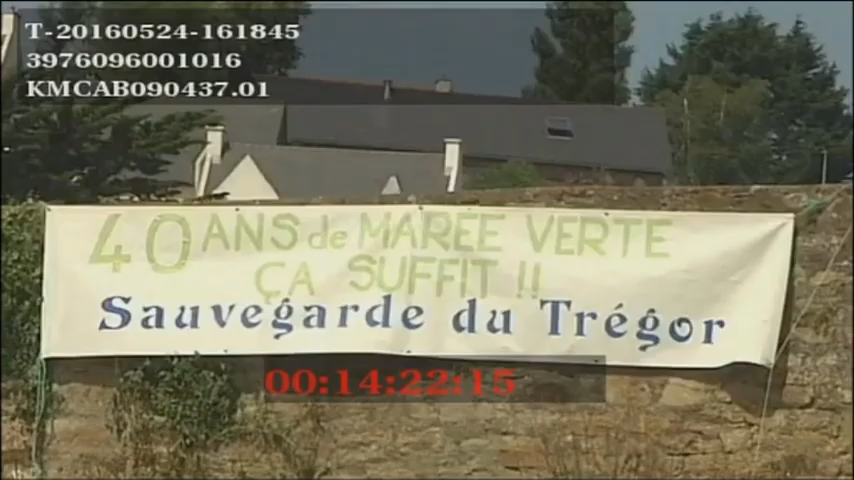 T-20160524-161845
3976096001016
KMCAB090437.01
40 ANS de MARÉE VERTE
ÇA SUFFIT !!
Sauvegarde du Trégor
00:14:22:15